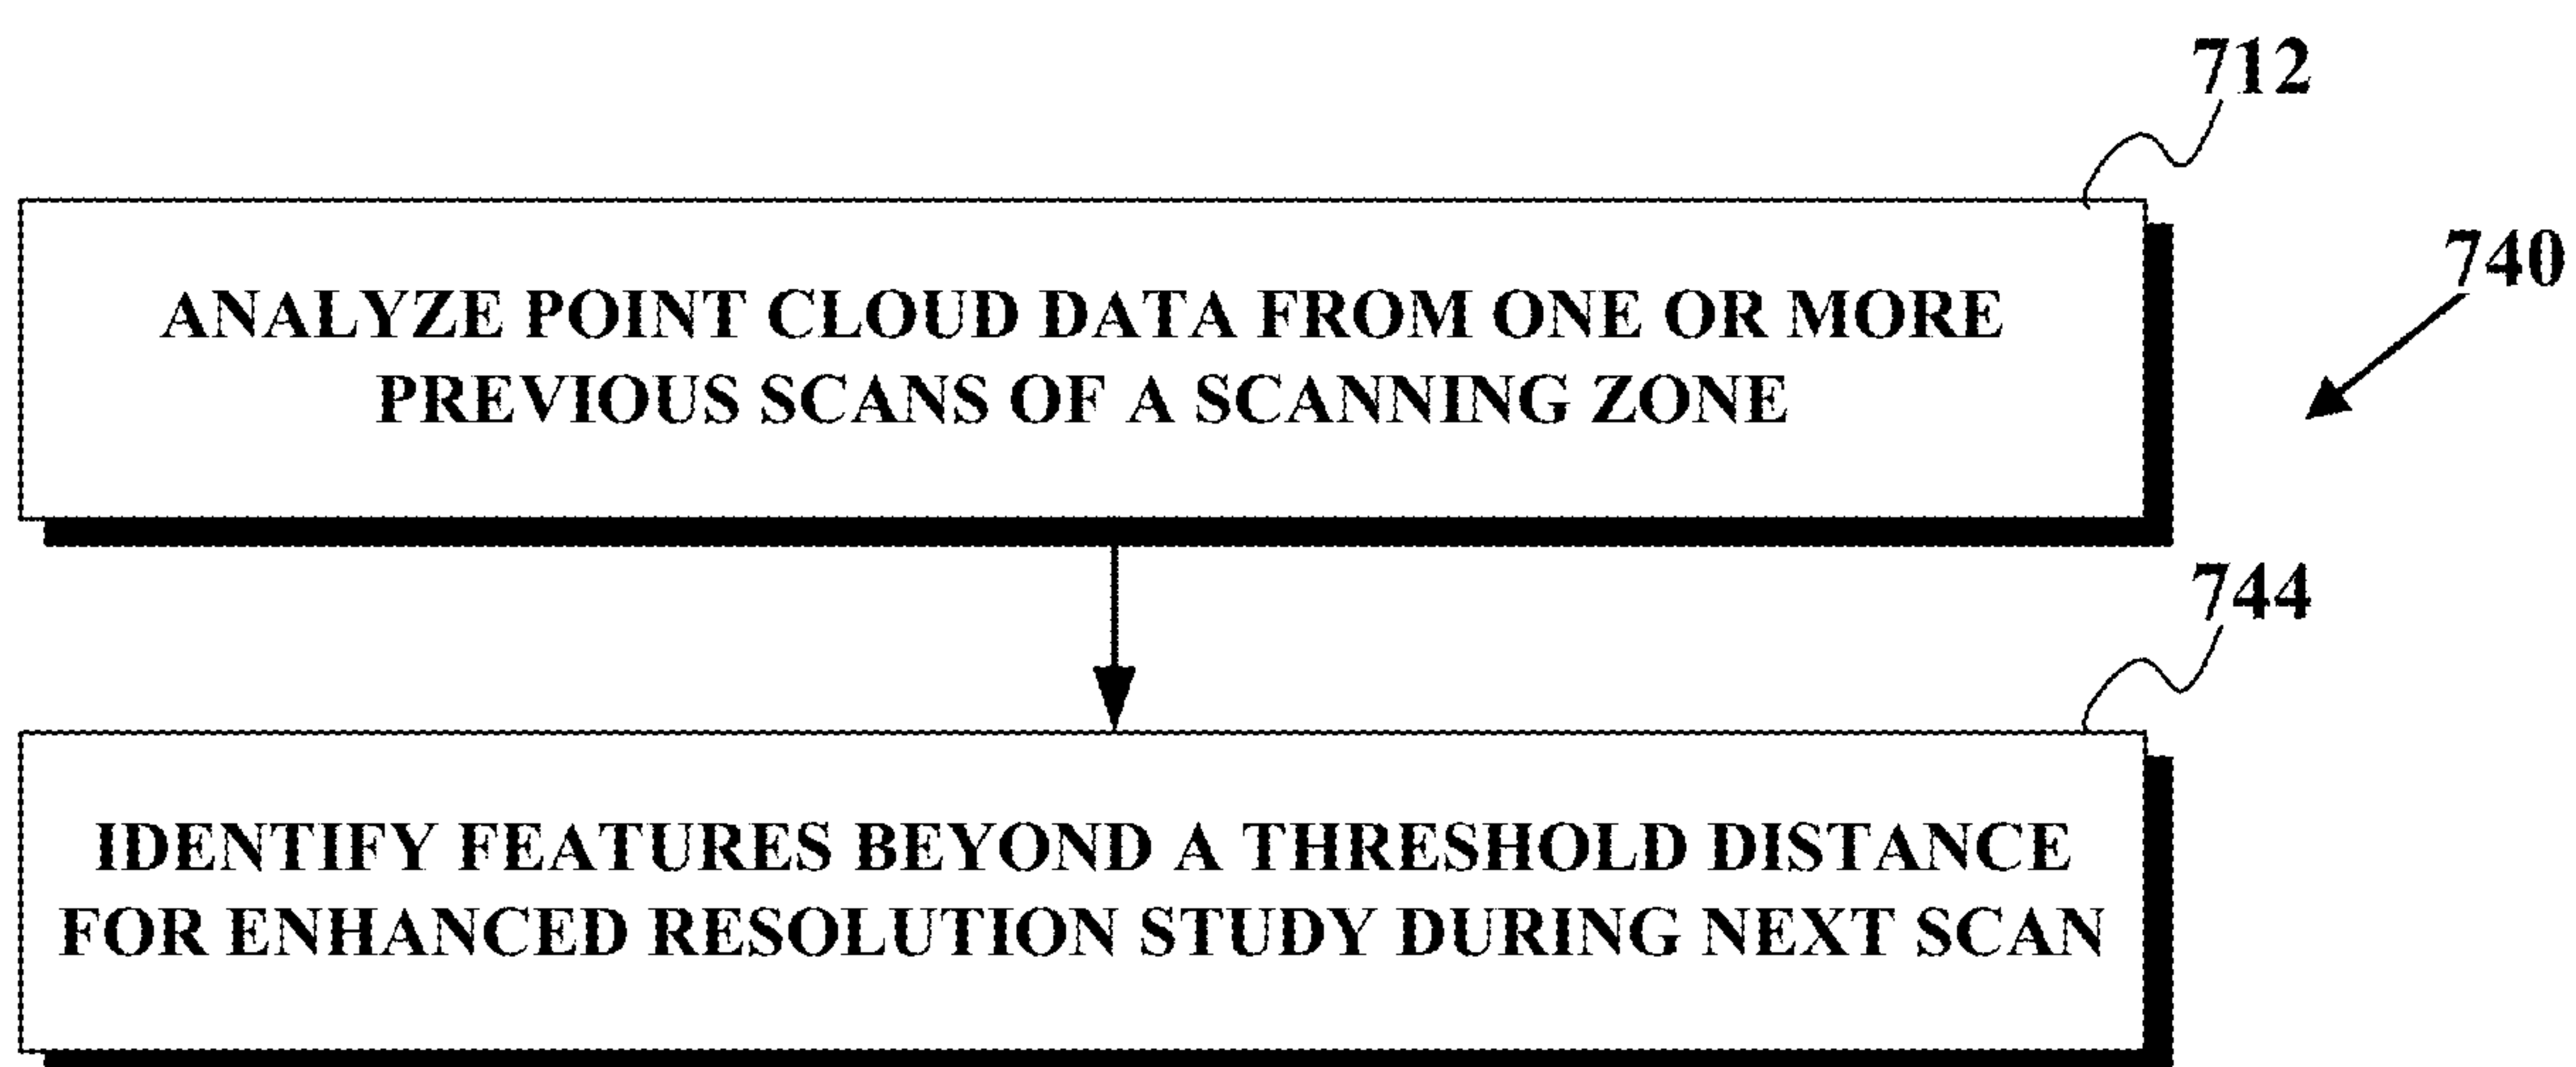 712
740
ANALYZE POINT CLOUD DATA FROM ONE OR MORE
PREVIOUS SCANS OF A SCANNING ZONE
744
IDENTIFY FEATURES BEYOND A THRESHOLD DISTANCE
FOR ENHANCED RESOLUTION STUDY DURING NEXT SCAN